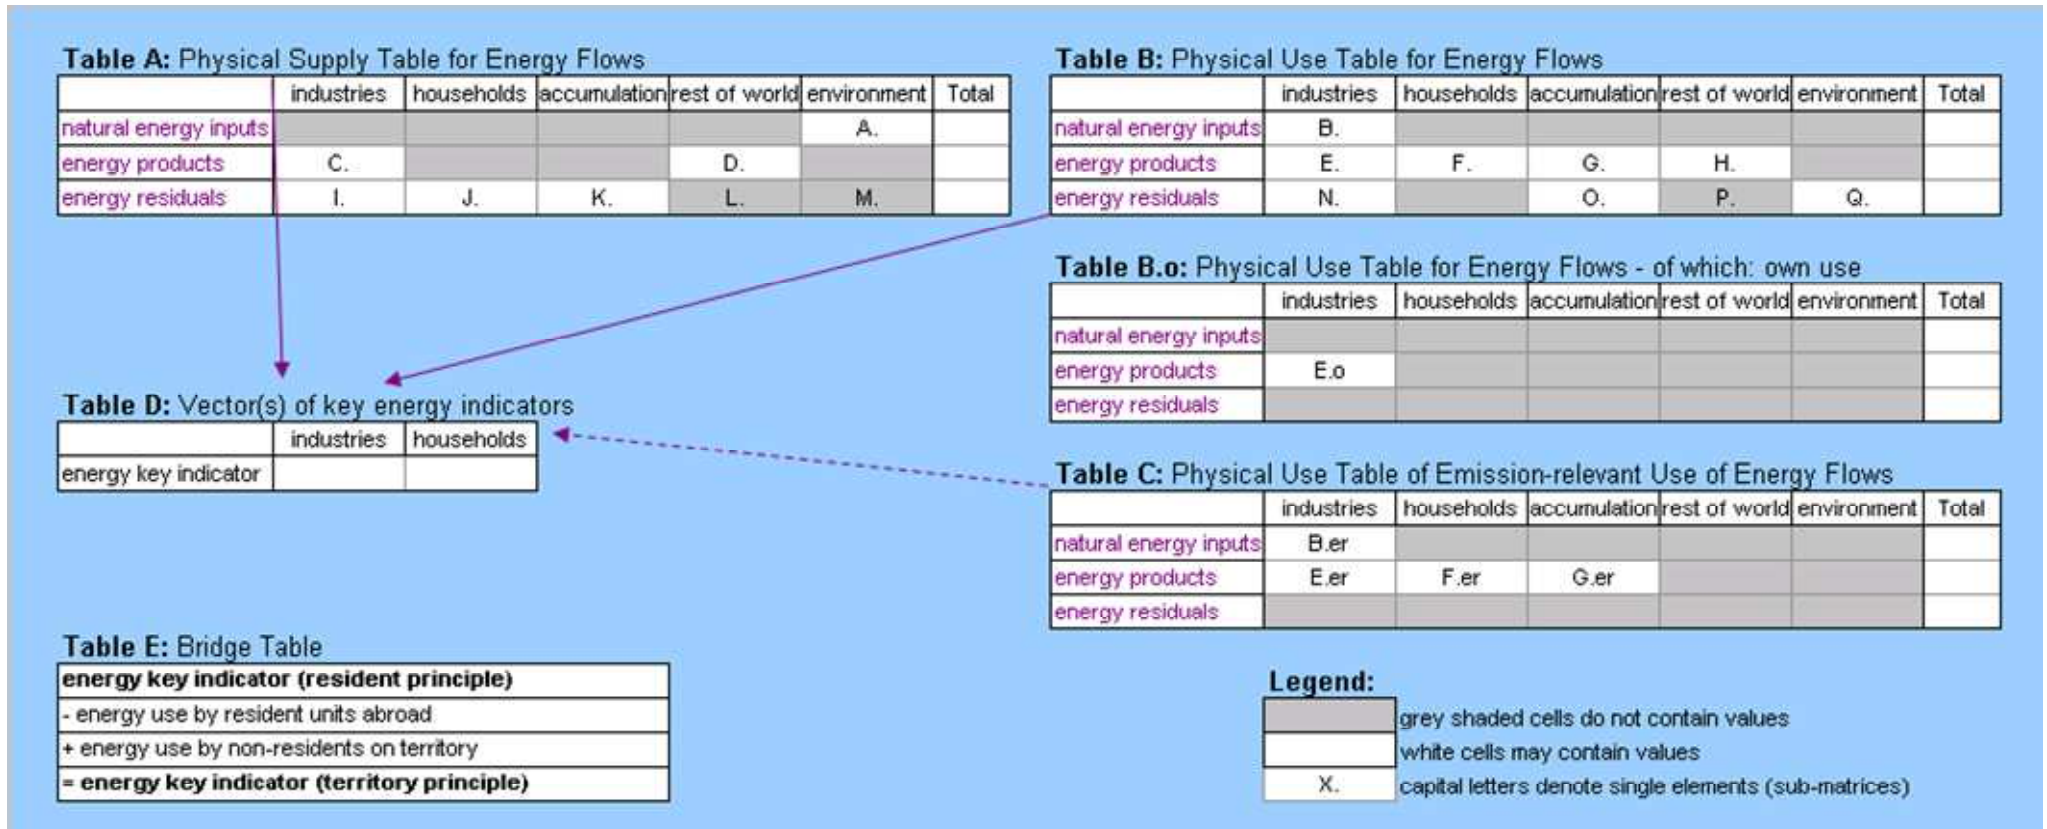 Table A: Physical Supply Table for Energy Flows
industries households accumulation rest of world environment Total
natural energy inputs A.
energy products C. D.
energy residuals I. J. K. L. M.
Table B: Physical Use Table for Energy Flows
industries households accumulation rest of world environment Total
natural energy inputs B.
energy products E. F. G. H.
energy residuals N. O. P. Q.
Table B.o: Physical Use Table for Energy Flows - of which: own use
industries households accumulation rest of world environment Total
natural energy inputs
energy products E.o
energy residuals
Table D: Vector(s) of key energy indicators
industries households
energy key indicator
Table C: Physical Use Table of Emission-relevant Use of Energy Flows
industries households accumulation rest of world environment Total
natural energy inputs B.er
energy products E.er F.er G.er
energy residuals
Table E: Bridge Table
energy key indicator (resident principle)
- energy use by resident units abroad
+ energy use by non-residents on territory
= energy key indicator (territory principle)
Legend:
grey shaded cells do not contain values
white cells may contain values
X. capital letters denote single elements (sub-matrices)